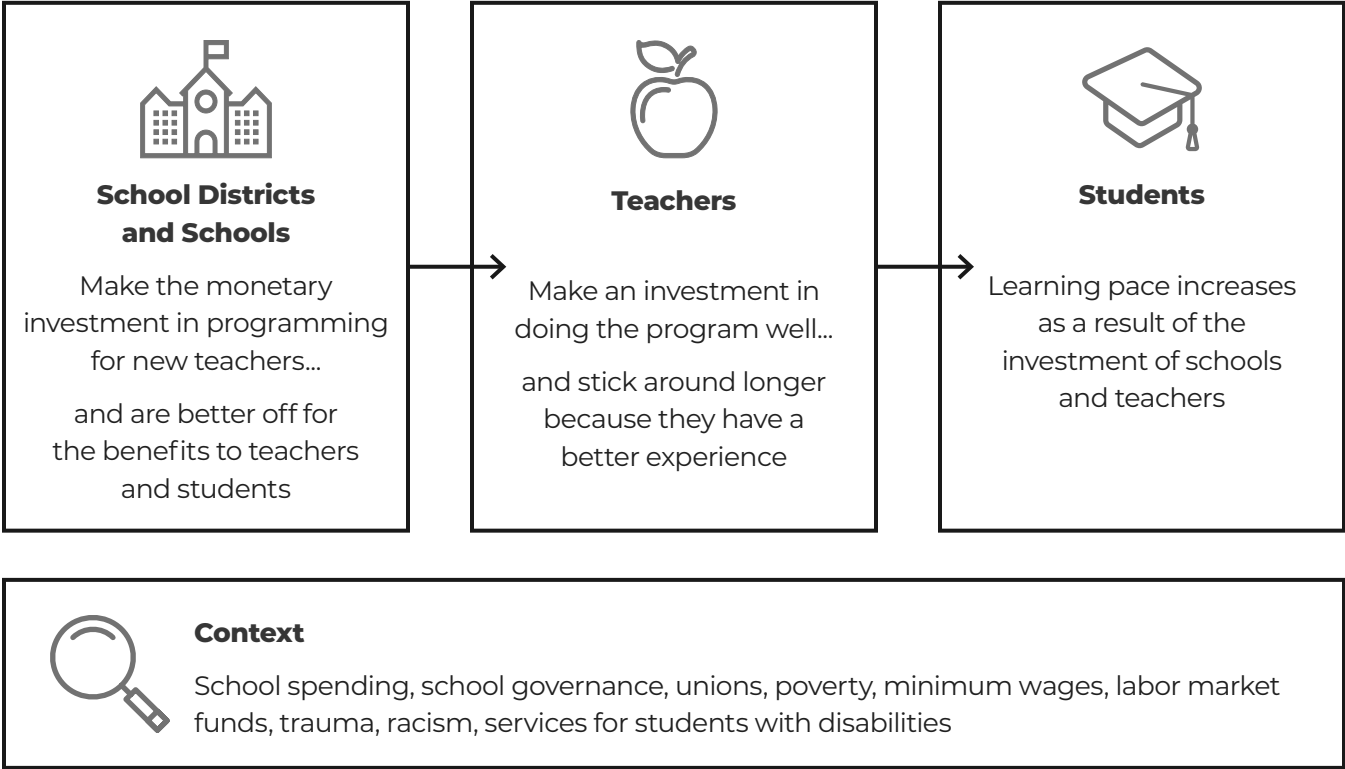 School Districts
and Schools
Make the monetary
investment in programming
for new teachers...
and are better off for
the benefits to teachers
and students
Teachers
Make an investment in
doing the program well...
and stick around longer
because they have a
better experience
Students
Learning pace increases
as a result of the
investment of schools
and teachers
Context
School spending, school governance, unions, poverty, minimum wages, labor market
funds, trauma, racism, services for students with disabilities